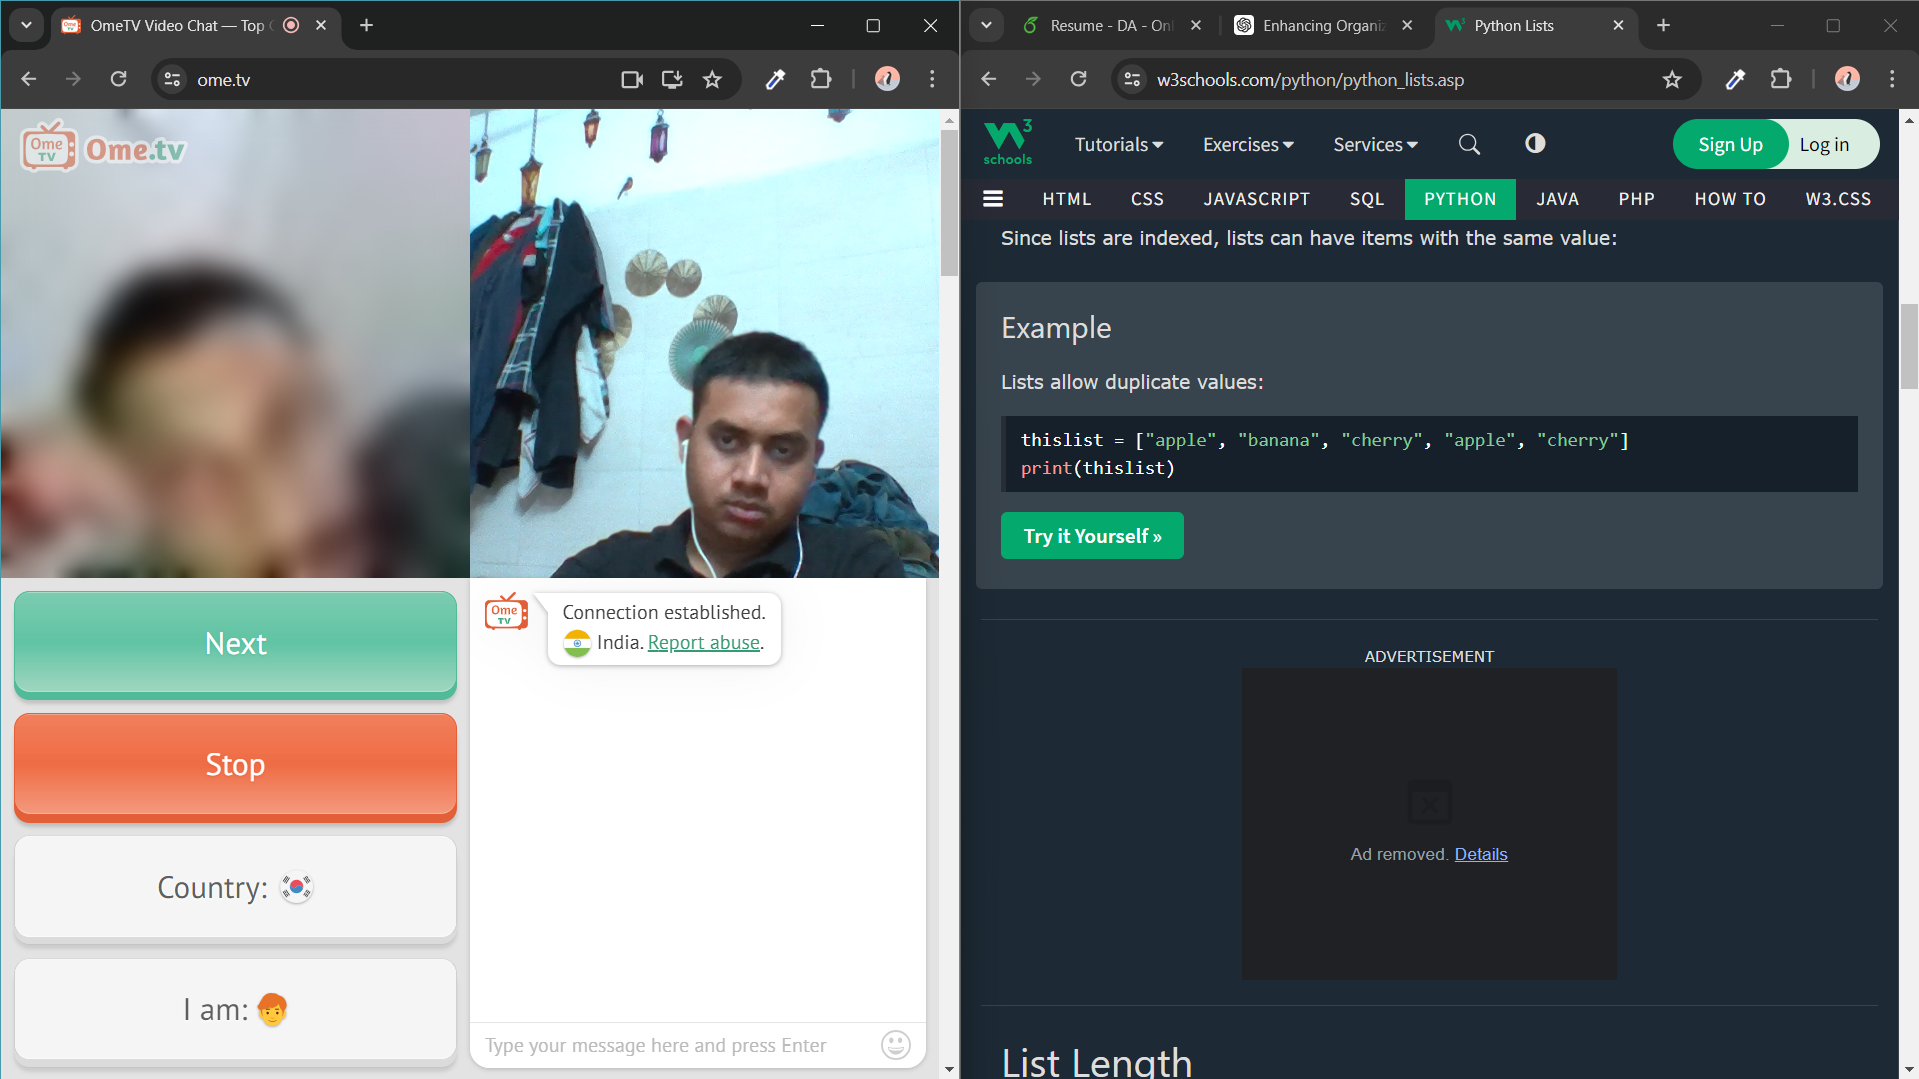 OmeTV Video Chat — Top
ome.tv
Ome TV Ome.tv
Next
Stop
Country:
I am:
Ome TV
Connection established.
India. Report abuse.
Type your message here and press Enter
Resume - DA - Onl
Enhancing Organiz
Python Lists
w3schools.com/python/python_lists.asp
W3 schools
Tutorials
Exercises
Services
Sign Up
Log in
HTML CSS JAVASCRIPT SQL PYTHON JAVA PHP HOW TO W3.CSS
Since lists are indexed, lists can have items with the same value:
Example
Lists allow duplicate values:
thislist = ["apple", "banana", "cherry", "apple", "cherry"]
print(thislist)
Try it Yourself »
ADVERTISEMENT
Ad removed. Details
List Length